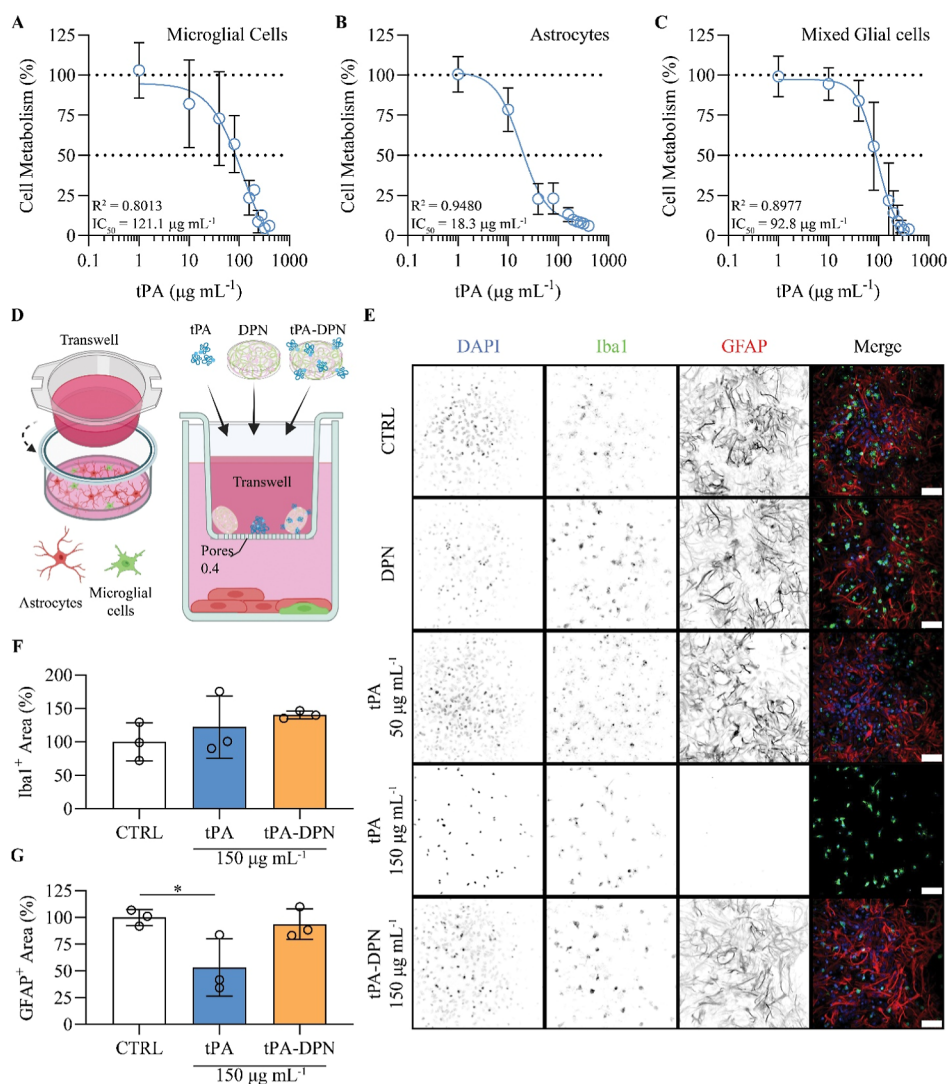 A
Microglial Cells
Cell Metabolism (%)
125
100
75
50
25
0
R² = 0.8013
IC₅₀ = 121.1 µg mL⁻¹
0.1 1 10 100 1000
tPA (µg mL⁻¹)
B
Astrocytes
Cell Metabolism (%)
125
100
75
50
25
0
R² = 0.9480
IC₅₀ = 18.3 µg mL⁻¹
0.1 1 10 100 1000
tPA (µg mL⁻¹)
C
Mixed Glial cells
Cell Metabolism (%)
125
100
75
50
25
0
R² = 0.8977
IC₅₀ = 92.8 µg mL⁻¹
0.1 1 10 100 1000
tPA (µg mL⁻¹)
D
Transwell
tPA DPN tPA-DPN
Transwell
Pores
0.4
Astrocytes
Microglial
cells
E
DAPI Iba1 GFAP Merge
CTRL
DPN
tPA
50 µg mL⁻¹
tPA
150 µg mL⁻¹
tPA-DPN
150 µg mL⁻¹
F
Iba1⁺ Area (%)
200
150
100
50
0
CTRL tPA tPA-DPN
150 µg mL⁻¹
G
GFAP⁺ Area (%)
125
100
75
50
25
0
*
CTRL tPA tPA-DPN
150 µg mL⁻¹